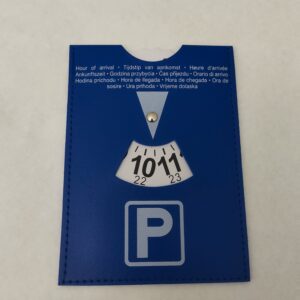 Hour of arrival • Tijdstip van aankomst • Heure d'arrivée
Ankunftszeit • Godzina przybycia • Čas příjezdu • Orario di arrivo
Hodina príchodu • Hora de llegada • Hora de chegada • Ora de
sosire • Ura prihoda • Vrijeme dolaska
10 11
22 23
P